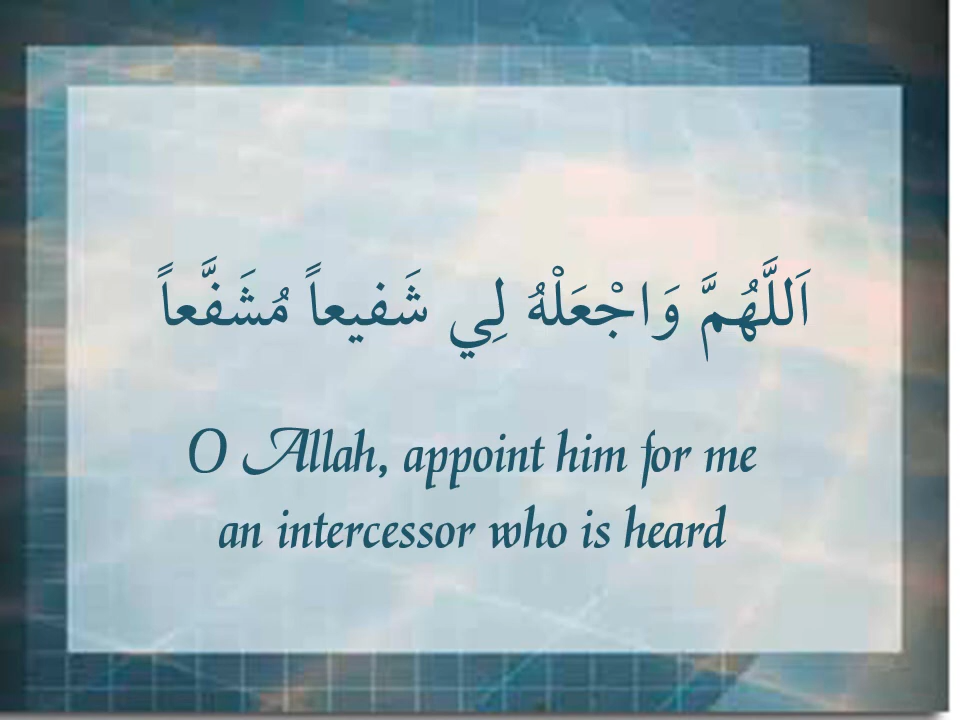 اَللَّهُمَّ وَاجْعَلْهُ لِي شَفيعاً مُشَفَّعاً
O Allah, appoint him for me
an intercessor who is heard